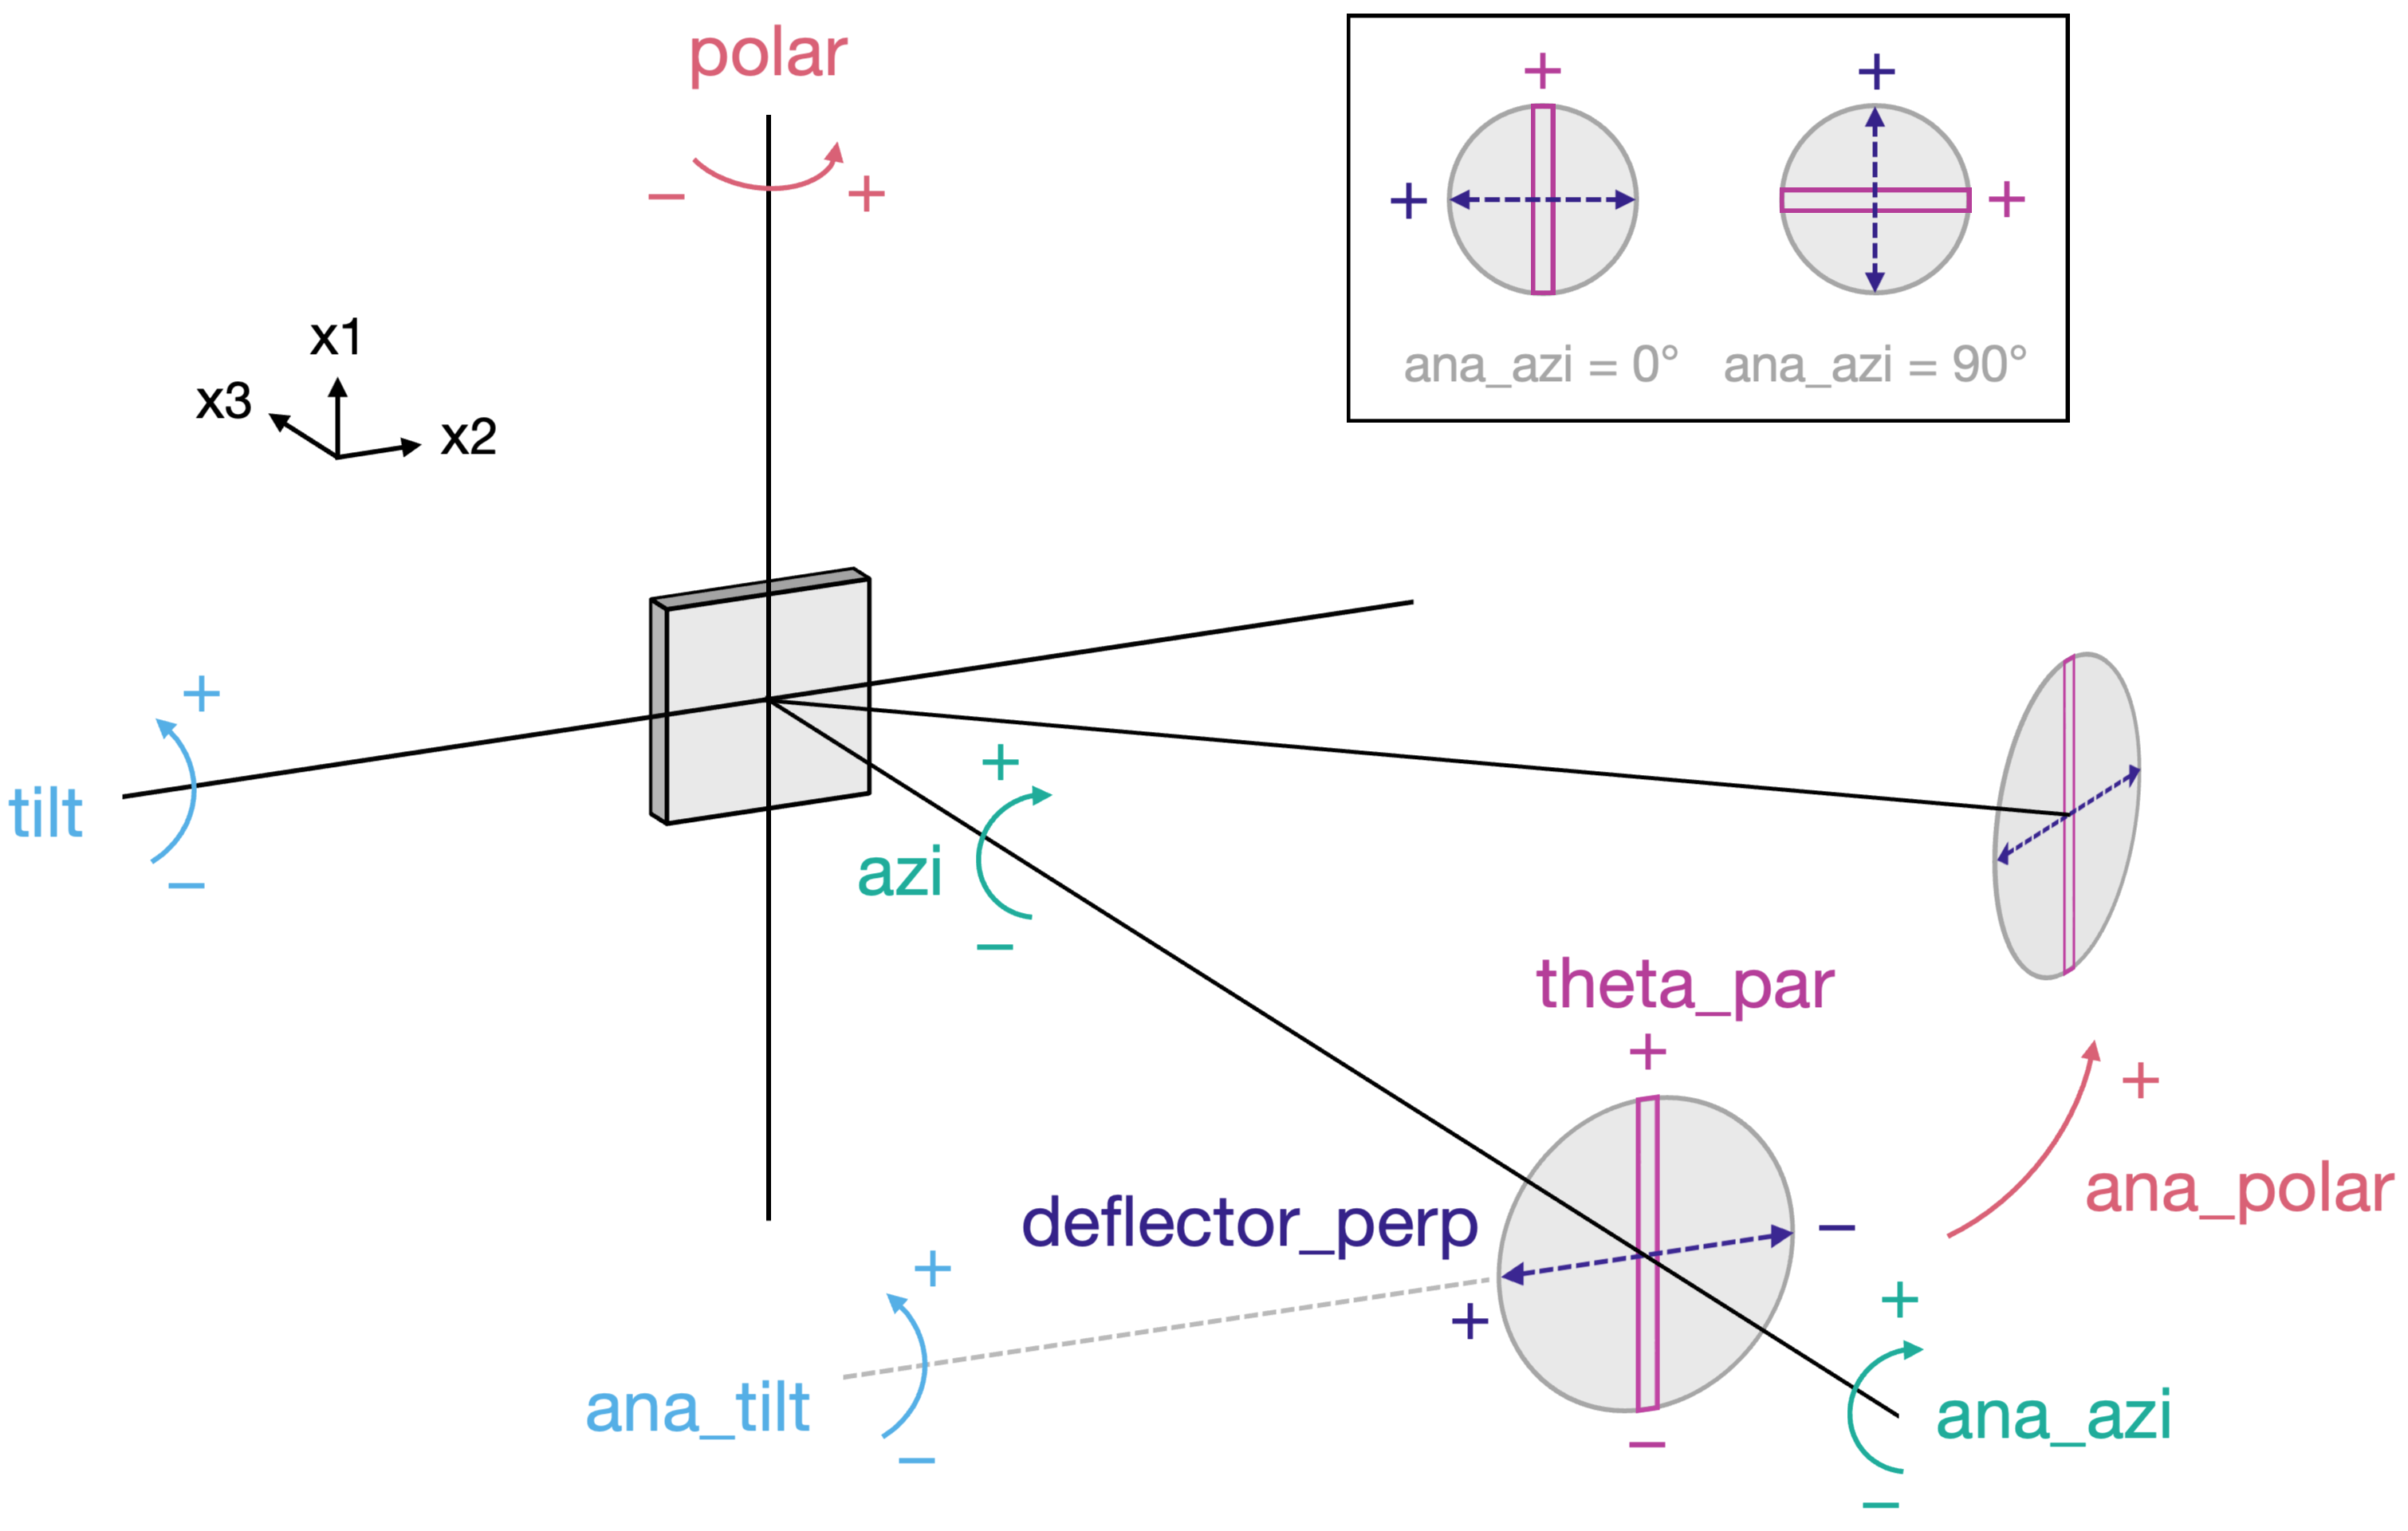 polar
− +
+ +
+ +
ana_azi = 0° ana_azi = 90°
x1
x3
x2
+
tilt
−
+
azi
−
theta_par
+
deflector_perp
−
+
−
+
ana_polar
+
ana_tilt
−
+
ana_azi
−